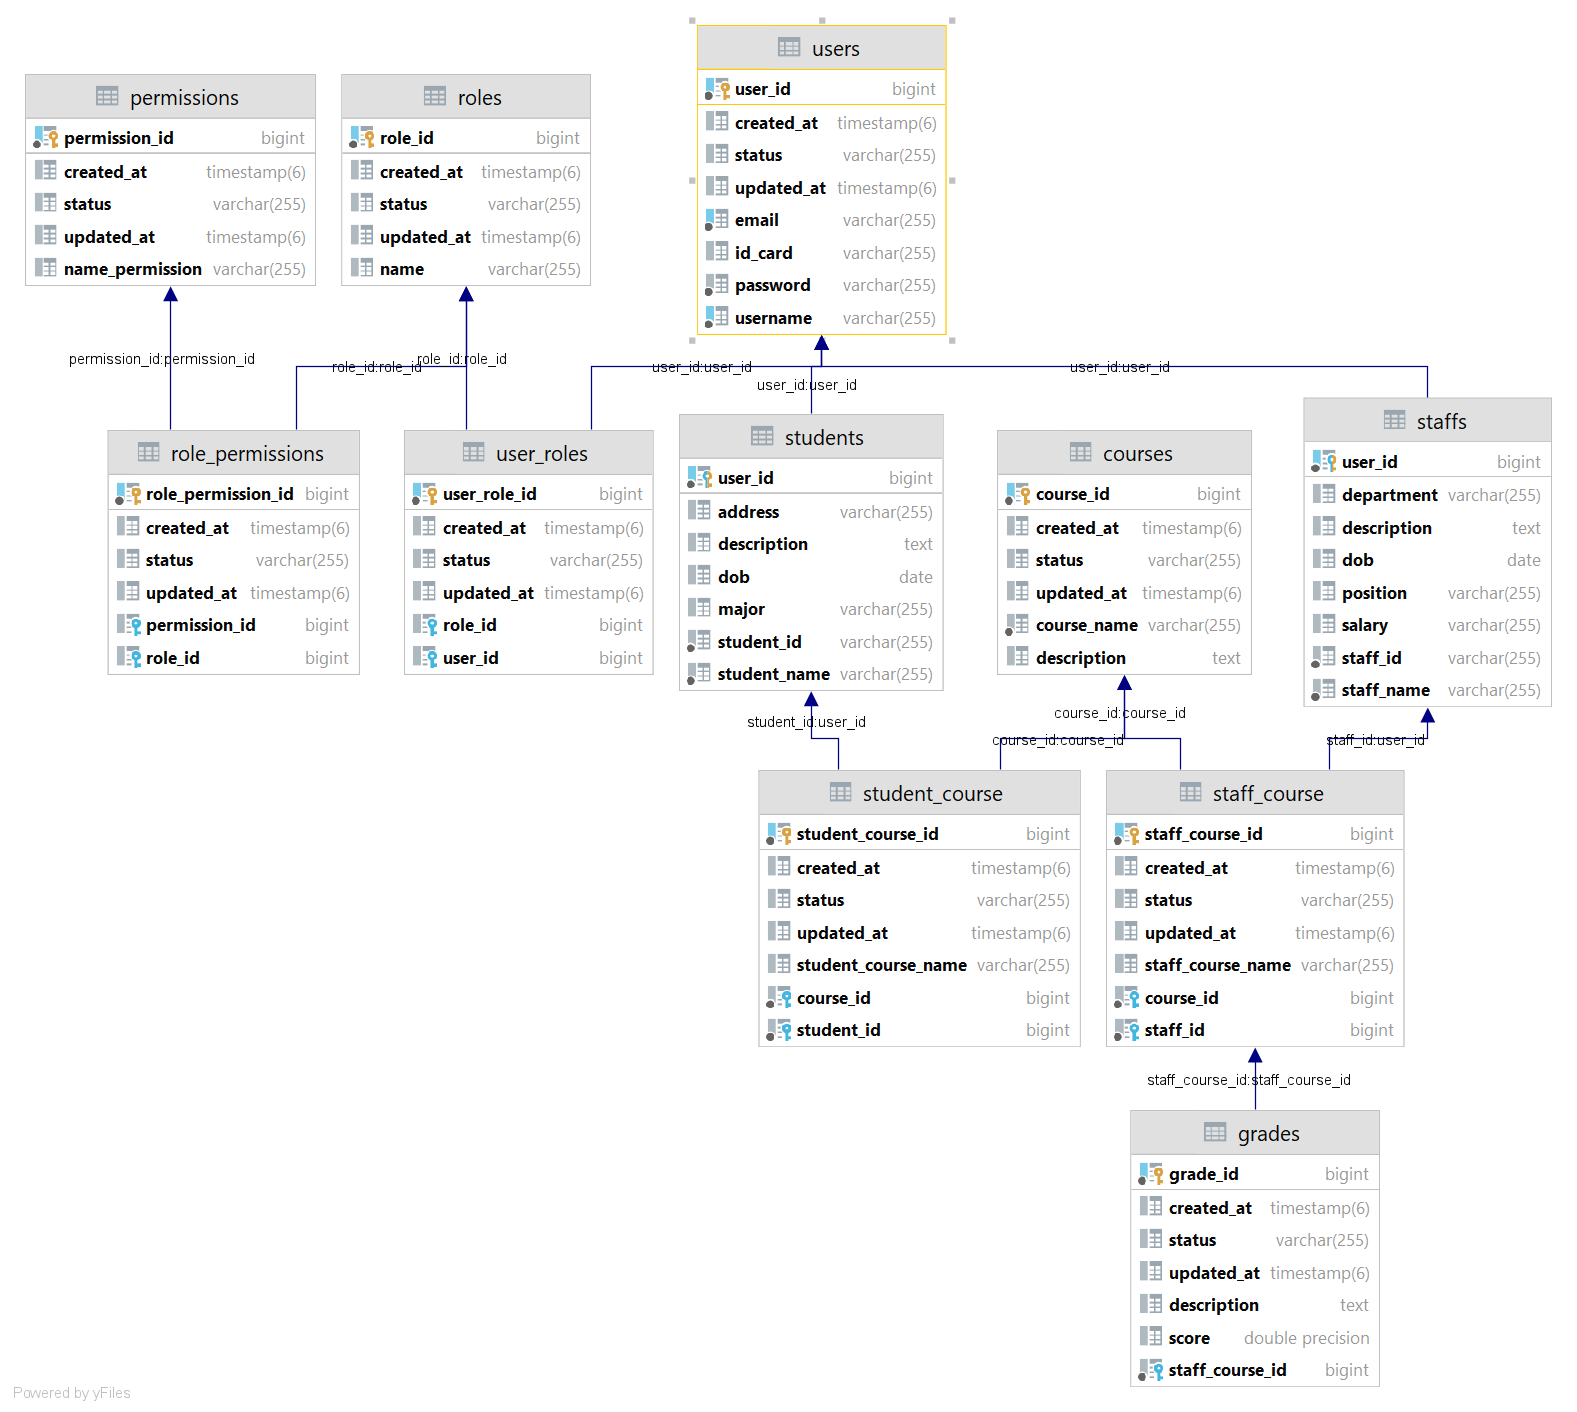 users
user_id bigint
created_at timestamp(6)
status varchar(255)
updated_at timestamp(6)
email varchar(255)
id_card varchar(255)
password varchar(255)
username varchar(255)
permissions
permission_id bigint
created_at timestamp(6)
status varchar(255)
updated_at timestamp(6)
name_permission varchar(255)
roles
role_id bigint
created_at timestamp(6)
status varchar(255)
updated_at timestamp(6)
name varchar(255)
permission_id:permission_id
role_id:role_id
role_id:role_id
user_id:user_id
user_id:user_id
user_id:user_id
role_permissions
role_permission_id bigint
created_at timestamp(6)
status varchar(255)
updated_at timestamp(6)
permission_id bigint
role_id bigint
user_roles
user_role_id bigint
created_at timestamp(6)
status varchar(255)
updated_at timestamp(6)
role_id bigint
user_id bigint
students
user_id bigint
address varchar(255)
description text
dob date
major varchar(255)
student_id varchar(255)
student_name varchar(255)
courses
course_id bigint
created_at timestamp(6)
status varchar(255)
updated_at timestamp(6)
course_name varchar(255)
description text
staffs
user_id bigint
department varchar(255)
description text
dob date
position varchar(255)
salary varchar(255)
staff_id varchar(255)
staff_name varchar(255)
student_id:user_id
course_id:course_id
course_id:course_id
staff_id:user_id
student_course
student_course_id bigint
created_at timestamp(6)
status varchar(255)
updated_at timestamp(6)
student_course_name varchar(255)
course_id bigint
student_id bigint
staff_course
staff_course_id bigint
created_at timestamp(6)
status varchar(255)
updated_at timestamp(6)
staff_course_name varchar(255)
course_id bigint
staff_id bigint
staff_course_id:staff_course_id
grades
grade_id bigint
created_at timestamp(6)
status varchar(255)
updated_at timestamp(6)
description text
score double precision
staff_course_id bigint
Powered by yFiles